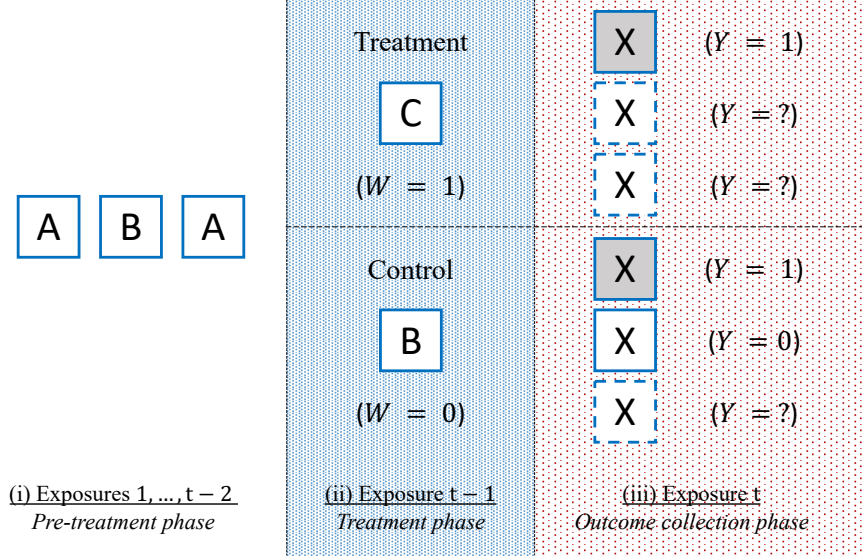 Treatment
C
(W = 1)
X (Y = 1)
X (Y = ?)
X (Y = ?)
A B A
Control
B
(W = 0)
X (Y = 1)
X (Y = 0)
X (Y = ?)
(i) Exposures 1, …, t − 2
Pre-treatment phase
(ii) Exposure t − 1
Treatment phase
(iii) Exposure t
Outcome collection phase